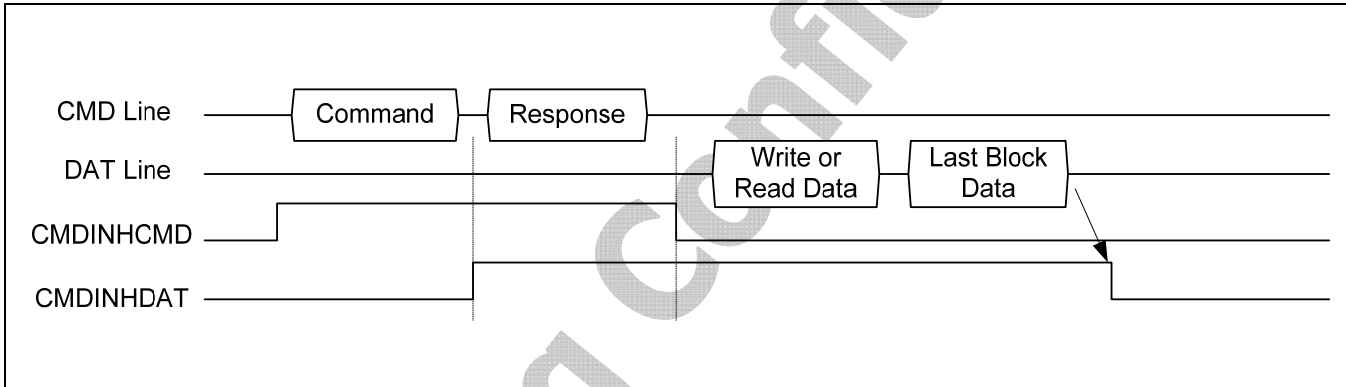 CMD Line
Command
Response
DAT Line
Write or
Read Data
Last Block
Data
CMDINHCMD
CMDINHDAT